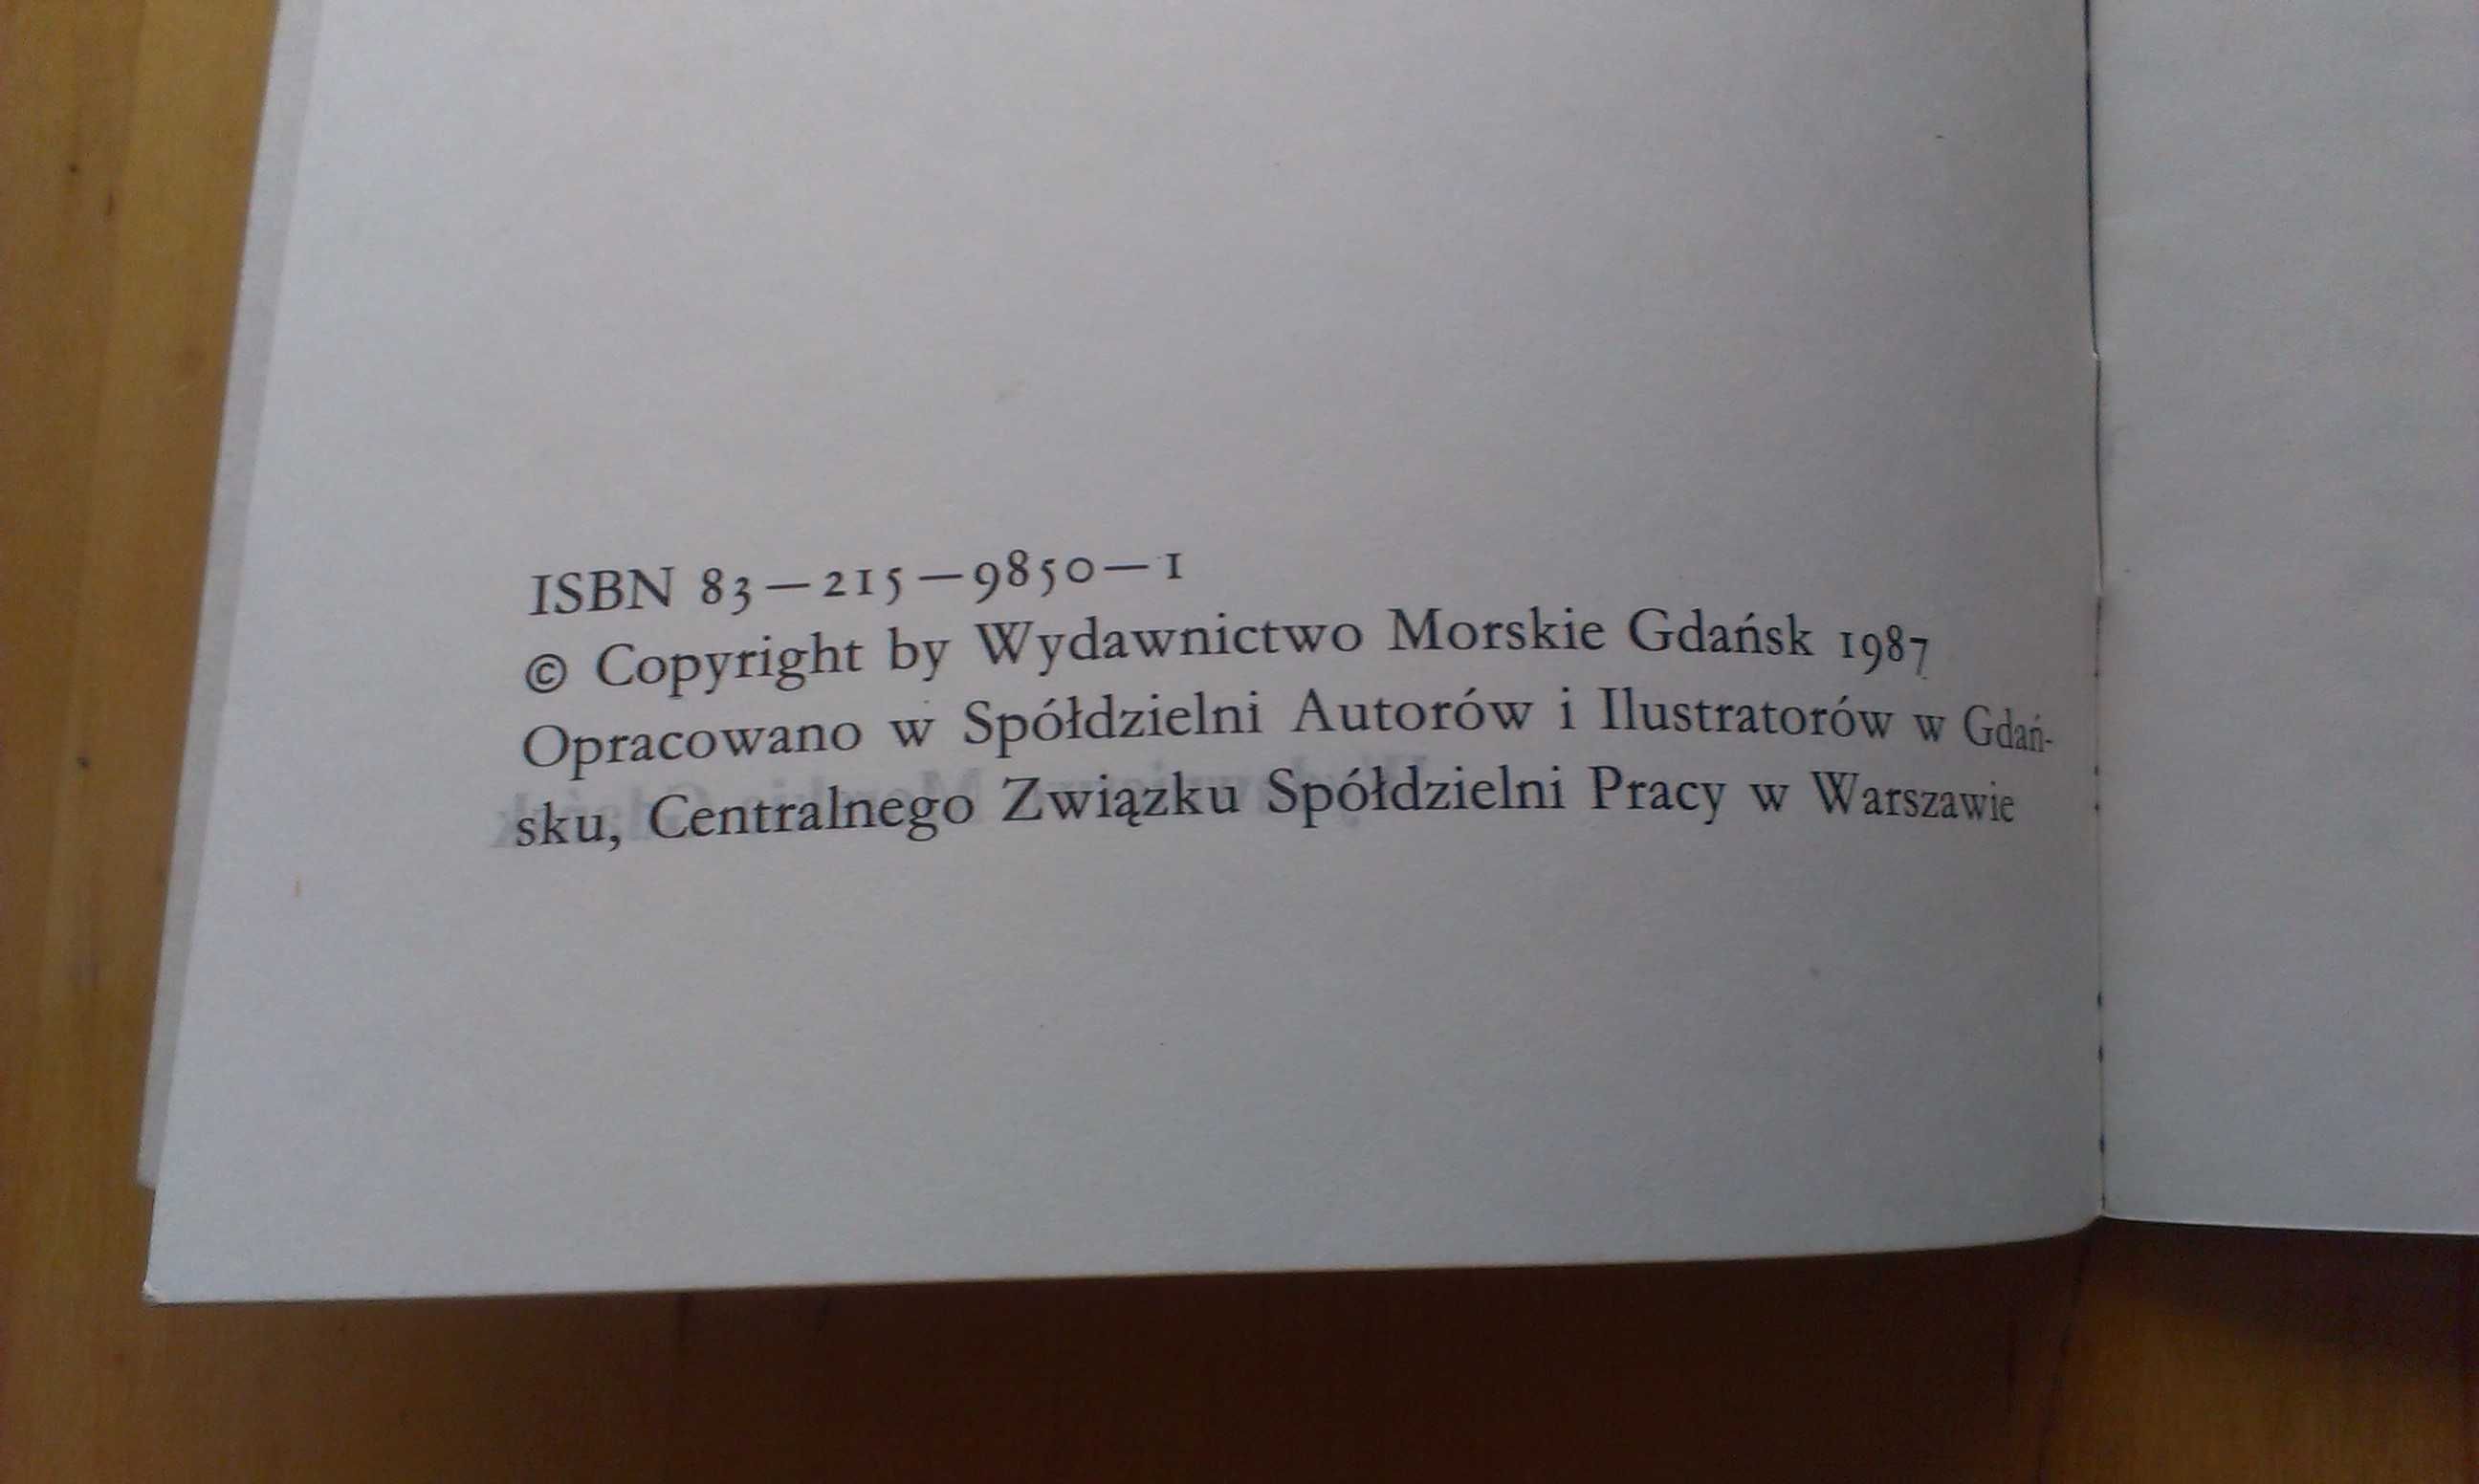 ISBN 83—215—9850—1
© Copyright by Wydawnictwo Morskie Gdańsk 1987
Opracowano w Spółdzielni Autorów i Ilustratorów w Gdań-
sku, Centralnego Związku Spółdzielni Pracy w Warszawie